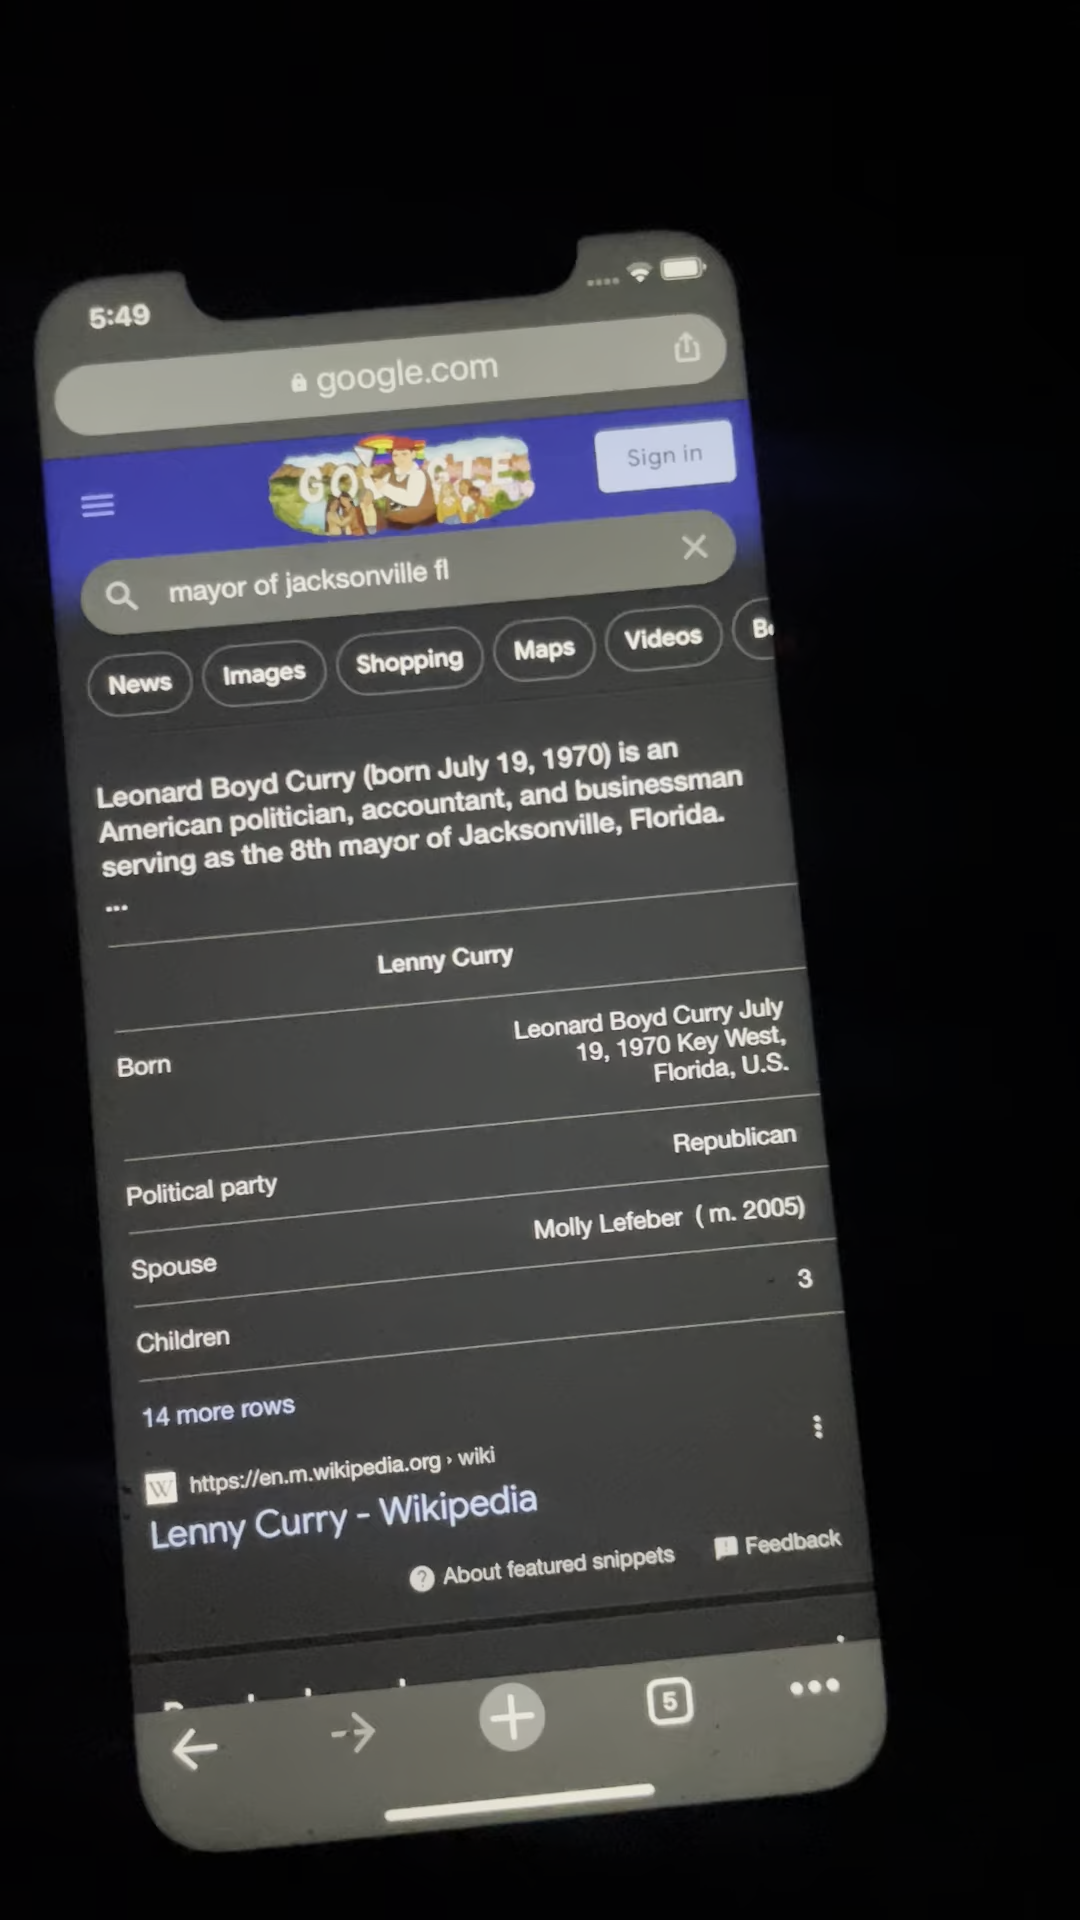 5:49
google.com
GOOGLE
Sign in
mayor of jacksonville fl
News Images Shopping Maps Videos
Leonard Boyd Curry (born July 19, 1970) is an
American politician, accountant, and businessman
serving as the 8th mayor of Jacksonville, Florida.
...
Lenny Curry
Born
Leonard Boyd Curry July
19, 1970 Key West,
Florida, U.S.
Political party Republican
Spouse Molly Lefeber ( m. 2005)
Children 3
14 more rows
W https://en.m.wikipedia.org › wiki
Lenny Curry - Wikipedia
? About featured snippets ! Feedback
5